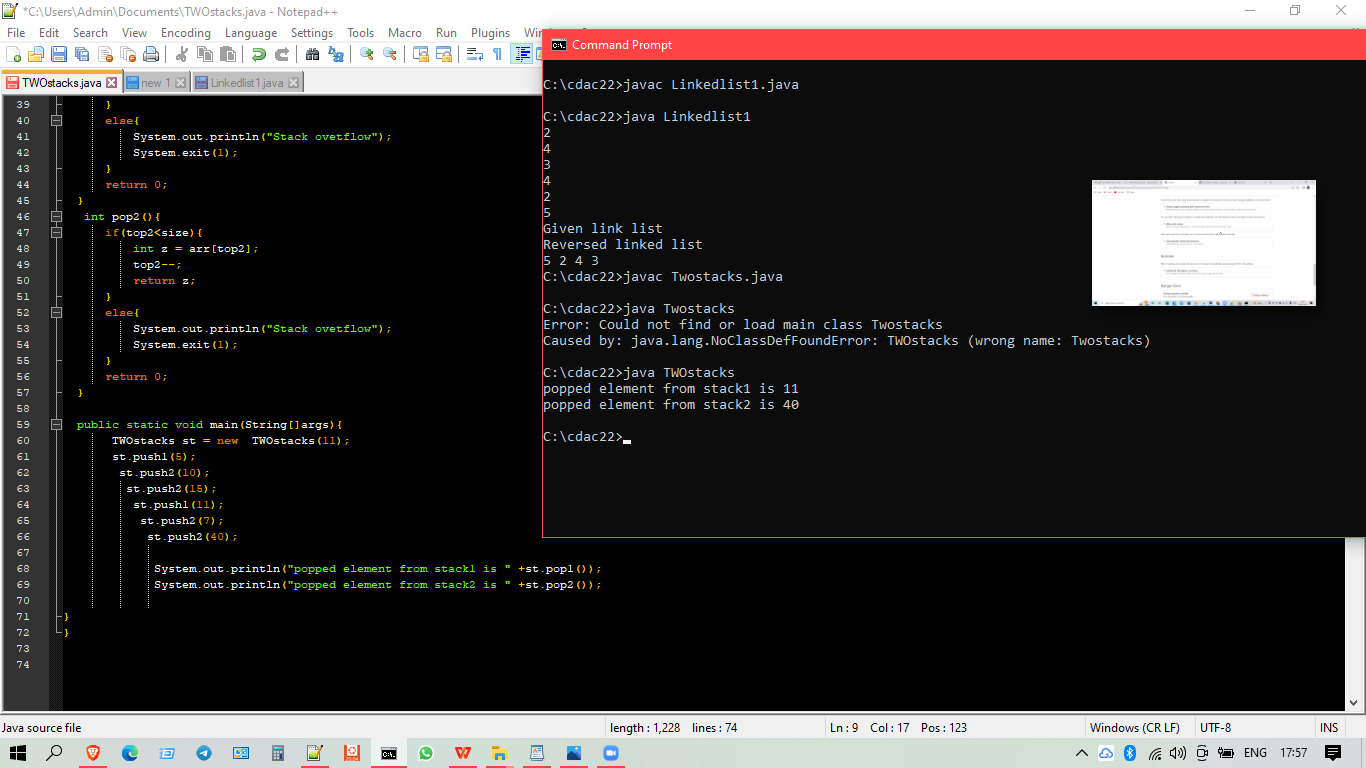 *C:\Users\Admin\Documents\TWOstacks.java - Notepad++
File Edit Search View Encoding Language Settings Tools Macro Run Plugins
TWOstacks.java new 1 Linkedlist1.java
39 }
40 else{
41 System.out.println("Stack ovetflow");
42 System.exit(1);
43 }
44 return 0;
45 }
46 int pop2(){
47 if(top2<size){
48 int z = arr[top2];
49 top2--;
50 return z;
51 }
52 else{
53 System.out.println("Stack ovetflow");
54 System.exit(1);
55 }
56 return 0;
57 }
58
59 public static void main(String[]args){
60 TWOstacks st = new TWOstacks(11);
61 st.push1(5);
62 st.push2(10);
63 st.push2(15);
64 st.push1(11);
65 st.push2(7);
66 st.push2(40);
67
68 System.out.println("popped element from stack1 is " +st.pop1());
69 System.out.println("popped element from stack2 is " +st.pop2());
70
71 }
72 }
73
74
Command Prompt
C:\cdac22>javac Linkedlist1.java
C:\cdac22>java Linkedlist1
2
4
3
4
2
5
Given link list
Reversed linked list
5 2 4 3
C:\cdac22>javac Twostacks.java
C:\cdac22>java Twostacks
Error: Could not find or load main class Twostacks
Caused by: java.lang.NoClassDefFoundError: TWOstacks (wrong name: Twostacks)
C:\cdac22>java TWOstacks
popped element from stack1 is 11
popped element from stack2 is 40
C:\cdac22>
Java source file length : 1,228 lines : 74 Ln : 9 Col : 17 Pos : 123 Windows (CR LF) UTF-8 INS
ENG 17:57